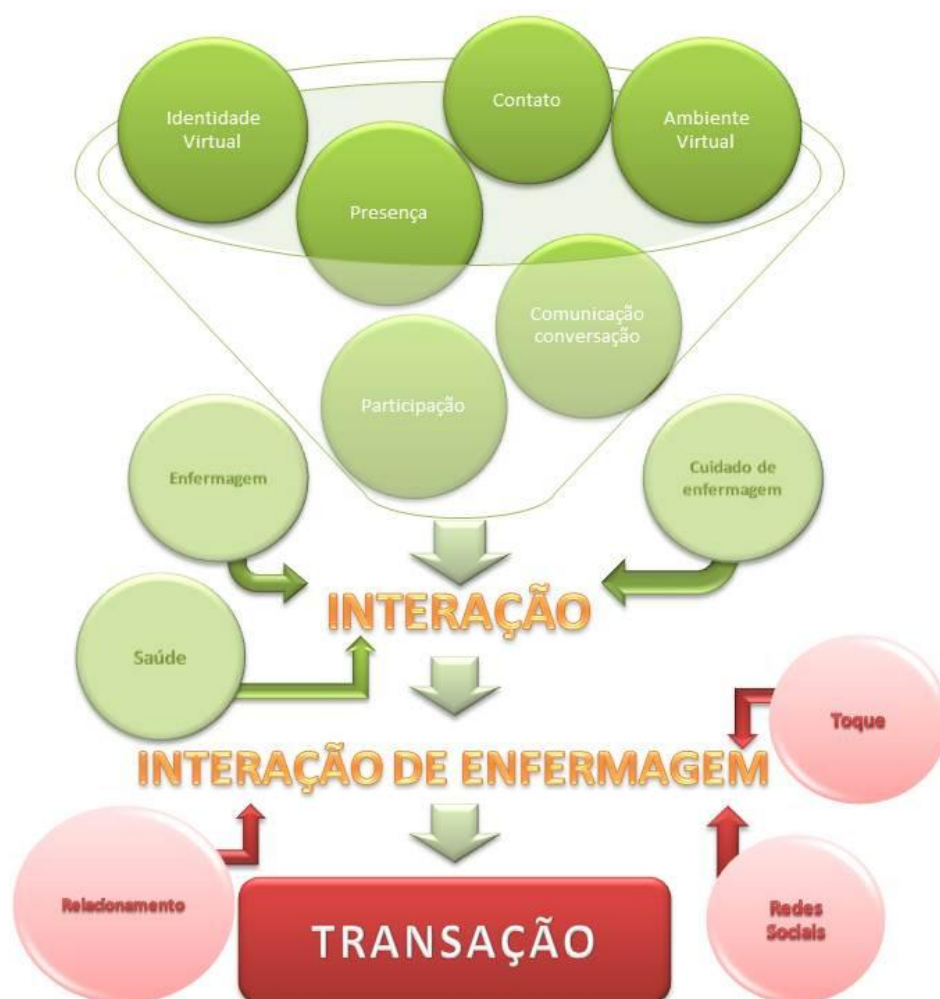 Identidade
Virtual
Contato
Ambiente
Virtual
Presença
Comunicação
conversação
Participação
Enfermagem
Cuidado de
enfermagem
INTERAÇÃO
Saúde
Toque
INTERAÇÃO DE ENFERMAGEM
Relacionamento
Redes
Sociais
TRANSAÇÃO